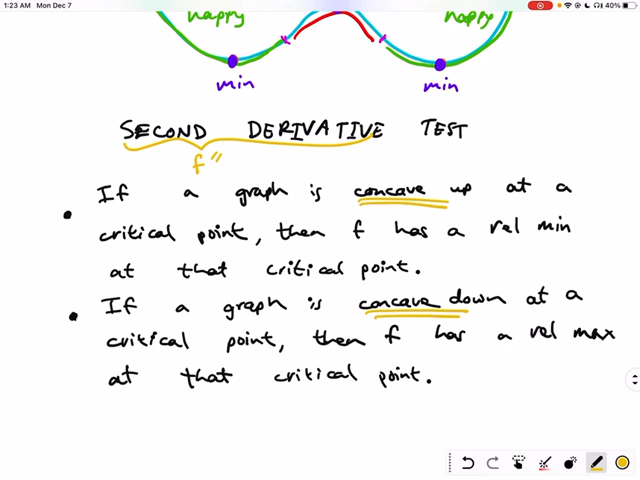 1:23 AM Mon Dec 7
40%
happy
happy
min
min
SECOND DERIVATIVE TEST
f"
• If a graph is concave up at a
critical point, then f has a rel min
at that critical point.
• If a graph is concave down at a
critical point, then f has a rel max
at that critical point.